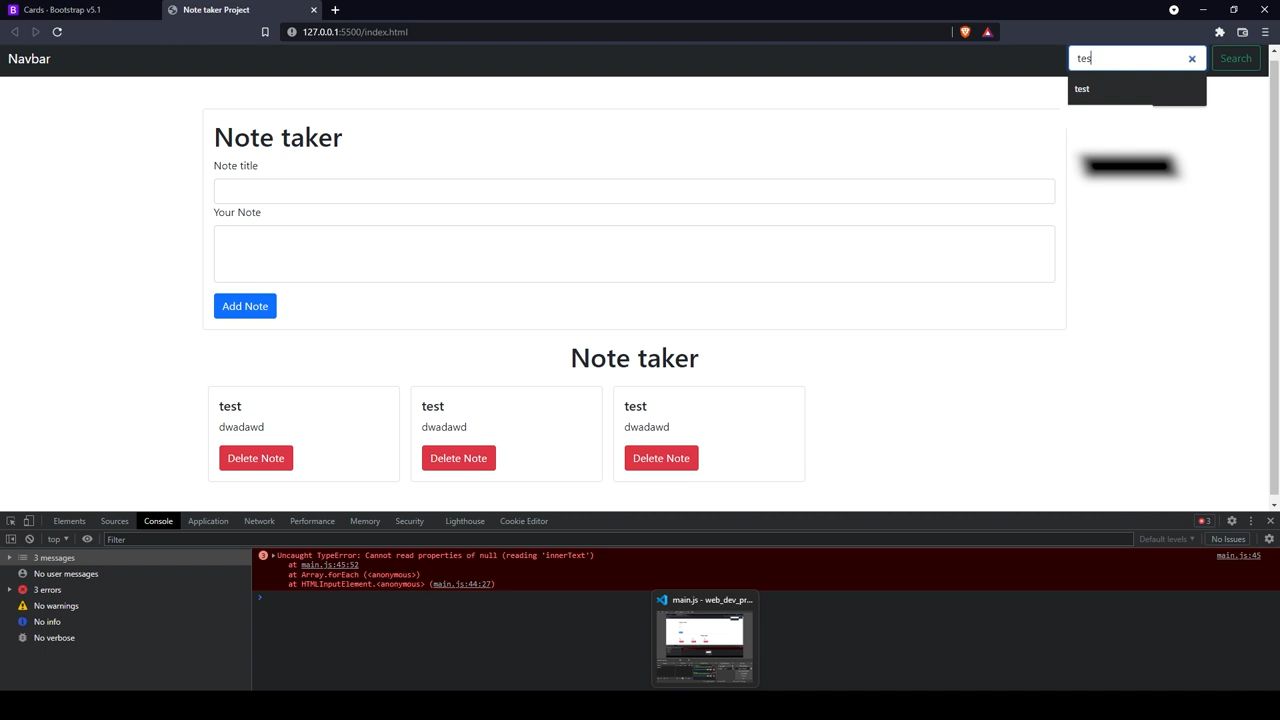 Cards · Bootstrap v5.1
Note taker Project
127.0.0.1:5500/index.html
Navbar
tes
Search
test
Note taker
Note title
Your Note
Add Note
Note taker
test
dwadawd
Delete Note
test
dwadawd
Delete Note
test
dwadawd
Delete Note
Elements
Sources
Console
Application
Network
Performance
Memory
Security
Lighthouse
Cookie Editor
3
top
Filter
Default levels
No Issues
3 messages
No user messages
3 errors
No warnings
No info
No verbose
3 Uncaught TypeError: Cannot read properties of null (reading 'innerText')
main.js:45
at main.js:45:52
at Array.forEach (<anonymous>)
at HTMLInputElement.<anonymous> (main.js:44:27)
main.js - web_dev_pr...